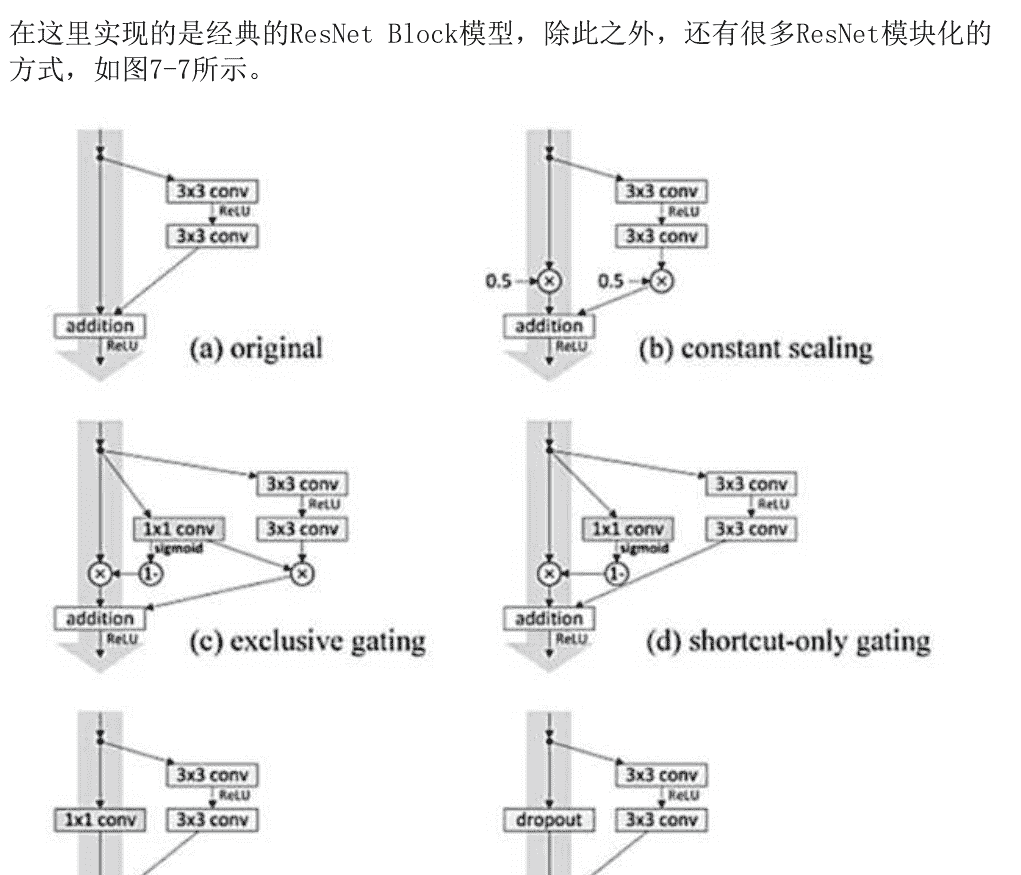 在这里实现的是经典的ResNet Block模型，除此之外，还有很多ResNet模块化的
方式，如图7-7所示。
3x3 conv
ReLU
3x3 conv
addition
ReLU
(a) original
3x3 conv
ReLU
3x3 conv
0.5
0.5
addition
ReLU
(b) constant scaling
3x3 conv
ReLU
1x1 conv
3x3 conv
sigmoid
1-
addition
ReLU
(c) exclusive gating
3x3 conv
ReLU
1x1 conv
3x3 conv
sigmoid
1-
addition
ReLU
(d) shortcut-only gating
3x3 conv
ReLU
1x1 conv
3x3 conv
3x3 conv
ReLU
dropout
3x3 conv